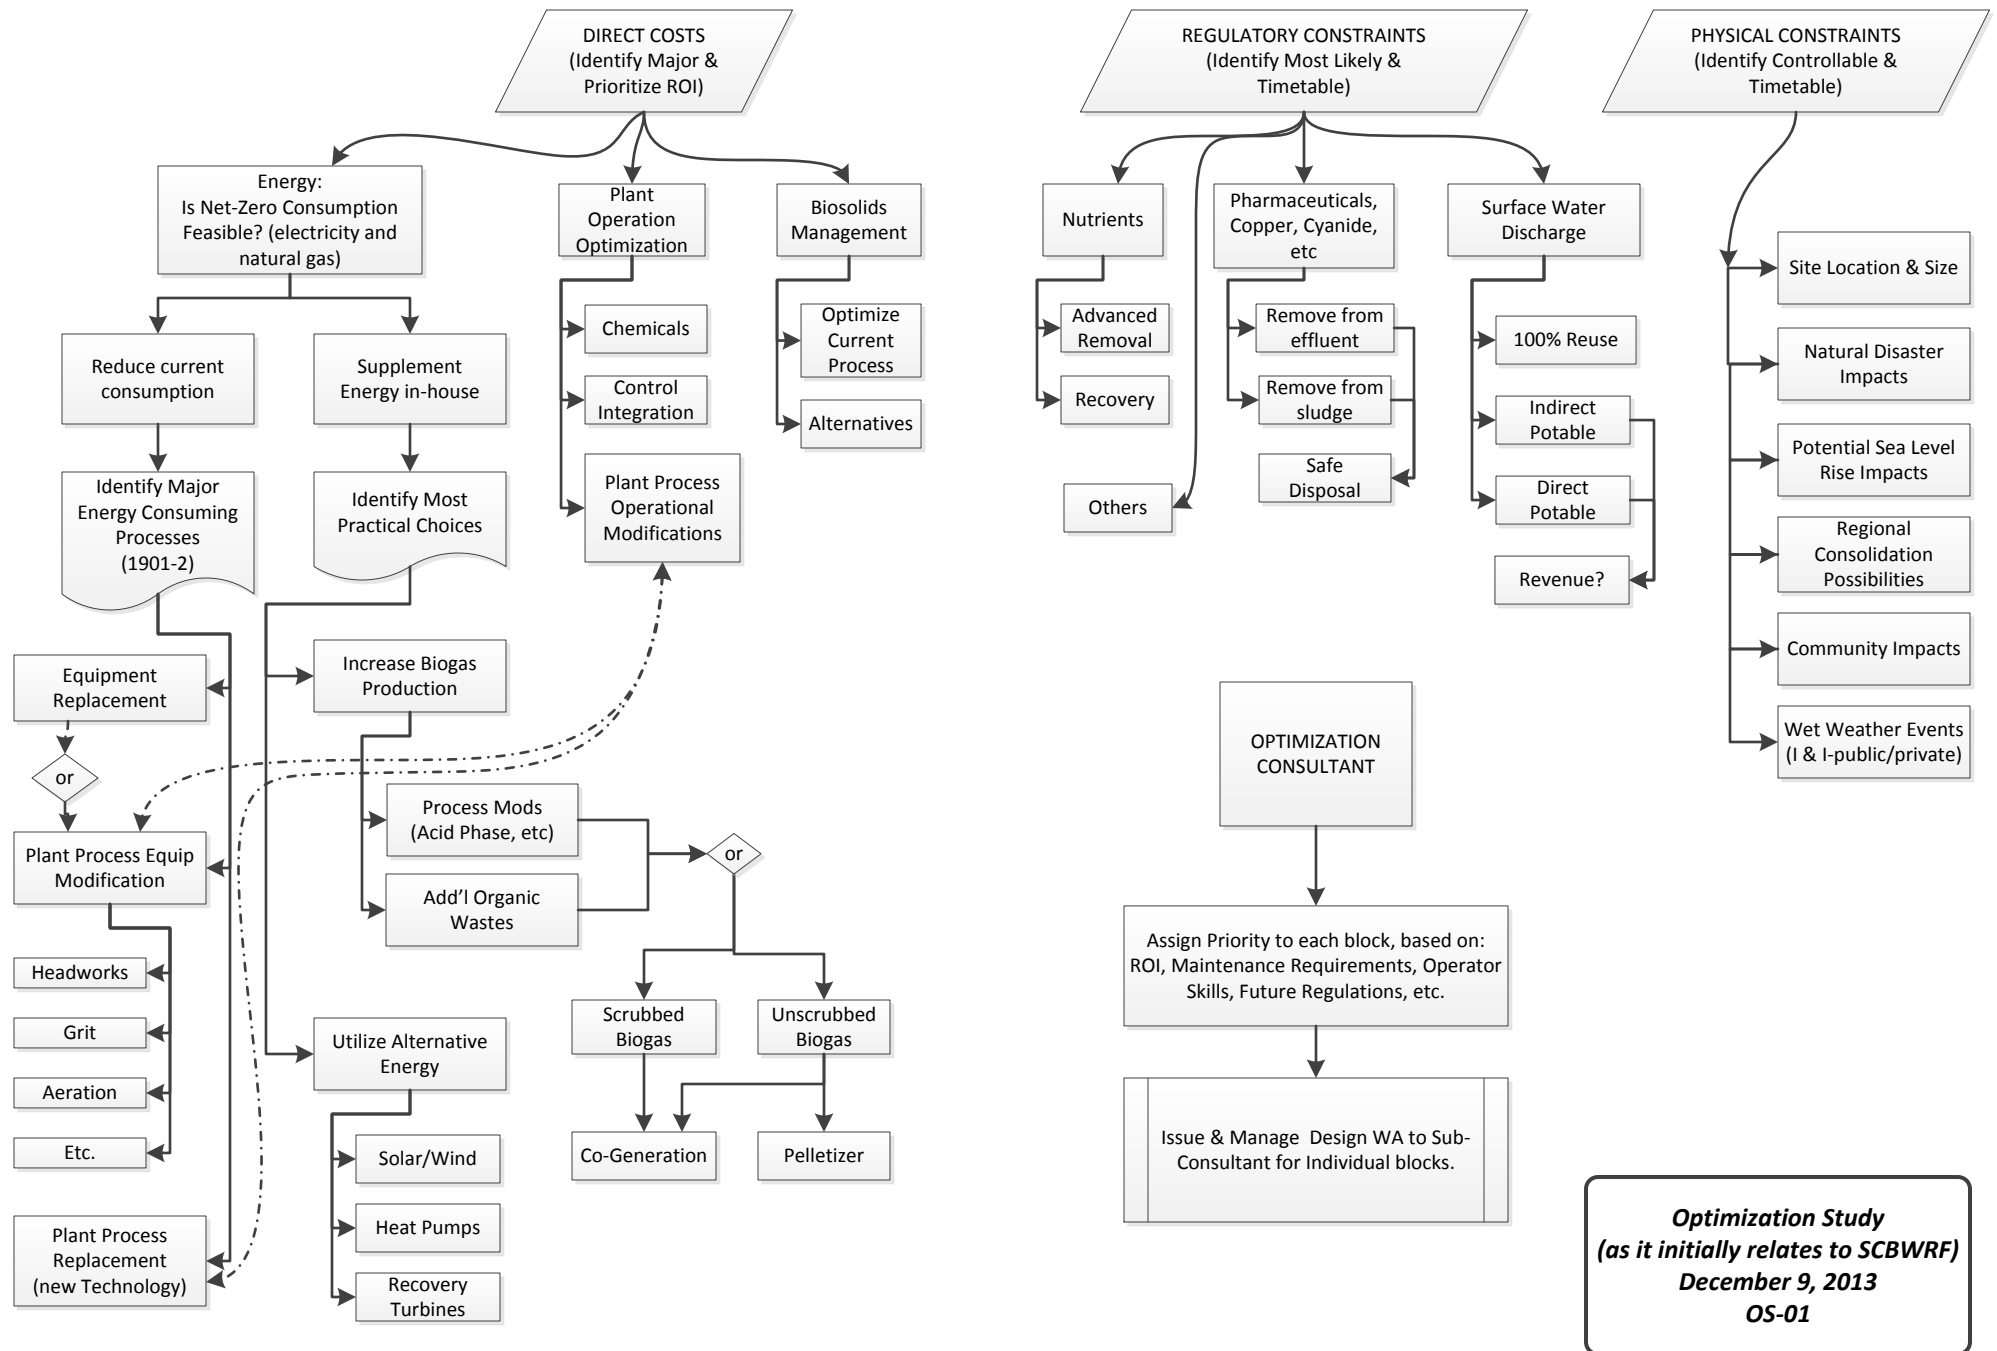 DIRECT COSTS
(Identify Major &
Prioritize ROI)
REGULATORY CONSTRAINTS
(Identify Most Likely &
Timetable)
PHYSICAL CONSTRAINTS
(Identify Controllable &
Timetable)
Energy:
Is Net-Zero Consumption
Feasible? (electricity and
natural gas)
Plant
Operation
Optimization
Biosolids
Management
Nutrients
Pharmaceuticals,
Copper, Cyanide,
etc
Surface Water
Discharge
Site Location & Size
Reduce current
consumption
Supplement
Energy in-house
Chemicals
Control
Integration
Plant Process
Operational
Modifications
Optimize
Current
Process
Alternatives
Advanced
Removal
Recovery
Others
Remove from
effluent
Remove from
sludge
Safe
Disposal
100% Reuse
Indirect
Potable
Direct
Potable
Revenue?
Natural Disaster
Impacts
Potential Sea Level
Rise Impacts
Regional
Consolidation
Possibilities
Community Impacts
Wet Weather Events
(I & I-public/private)
Identify Major
Energy Consuming
Processes
(1901-2)
Identify Most
Practical Choices
Equipment
Replacement
or
Plant Process Equip
Modification
Headworks
Grit
Aeration
Etc.
Plant Process
Replacement
(new Technology)
Increase Biogas
Production
Process Mods
(Acid Phase, etc)
Add'l Organic
Wastes
or
Scrubbed
Biogas
Unscrubbed
Biogas
Co-Generation
Pelletizer
Utilize Alternative
Energy
Solar/Wind
Heat Pumps
Recovery
Turbines
OPTIMIZATION
CONSULTANT
Assign Priority to each block, based on:
ROI, Maintenance Requirements, Operator
Skills, Future Regulations, etc.
Issue & Manage  Design WA to Sub-
Consultant for Individual blocks.
Optimization Study
(as it initially relates to SCBWRF)
December 9, 2013
OS-01